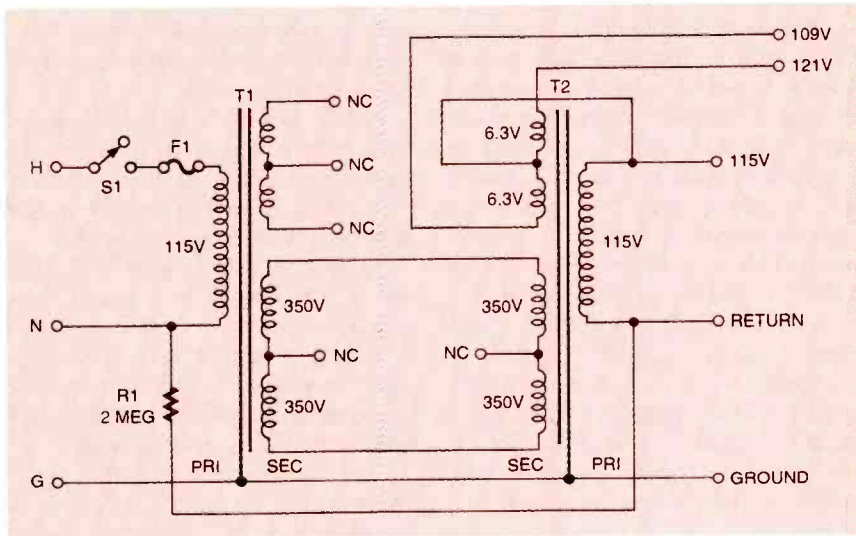 109V
121V
T1
T2
NC
F1
6.3V
H
S1
NC
115V
6.3V
NC
115V
115V
350V
350V
N
RETURN
NC
NC
R1
2 MEG
350V
350V
PRI
SEC
SEC
PRI
G
GROUND